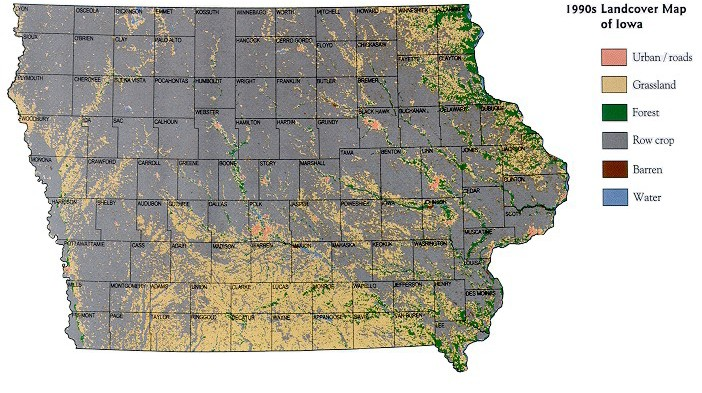 1990s Landcover Map
of Iowa
Urban / roads
Grassland
Forest
Row crop
Barren
Water
LYON
OSCEOLA
DICKINSON
EMMET
KOSSUTH
WINNEBAGO
WORTH
MITCHELL
HOWARD
WINNESHIEK
SIOUX
O'BRIEN
CLAY
PALO ALTO
HANCOCK
CERRO GORDO
FLOYD
CHICKASAW
FAYETTE
CLAYTON
PLYMOUTH
CHEROKEE
BUENA VISTA
POCAHONTAS
HUMBOLDT
WRIGHT
FRANKLIN
BUTLER
BREMER
WEBSTER
BLACK HAWK
BUCHANAN
DELAWARE
DUBUQUE
WOODBURY
IDA
SAC
CALHOUN
HAMILTON
HARDIN
GRUNDY
TAMA
BENTON
LINN
JONES
JACKSON
MONONA
CRAWFORD
CARROLL
GREENE
BOONE
STORY
MARSHALL
CLINTON
CEDAR
HARRISON
SHELBY
AUDUBON
GUTHRIE
DALLAS
POLK
JASPER
POWESHIEK
IOWA
JOHNSON
SCOTT
MUSCATINE
POTTAWATTAMIE
CASS
ADAIR
MADISON
WARREN
MARION
MAHASKA
KEOKUK
WASHINGTON
LOUISA
MILLS
MONTGOMERY
ADAMS
UNION
CLARKE
LUCAS
MONROE
WAPELLO
JEFFERSON
HENRY
DES MOINES
FREMONT
PAGE
TAYLOR
RINGGOLD
DECATUR
WAYNE
APPANOOSE
DAVIS
VAN BUREN
LEE